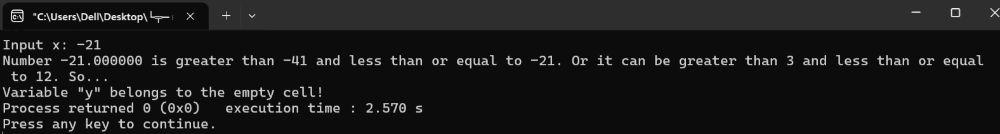 "C:\Users\Dell\Desktop\
Input x: -21
Number -21.000000 is greater than -41 and less than or equal to -21. Or it can be greater than 3 and less than or equal
to 12. So...
Variable "y" belongs to the empty cell!
Process returned 0 (0x0)   execution time : 2.570 s
Press any key to continue.